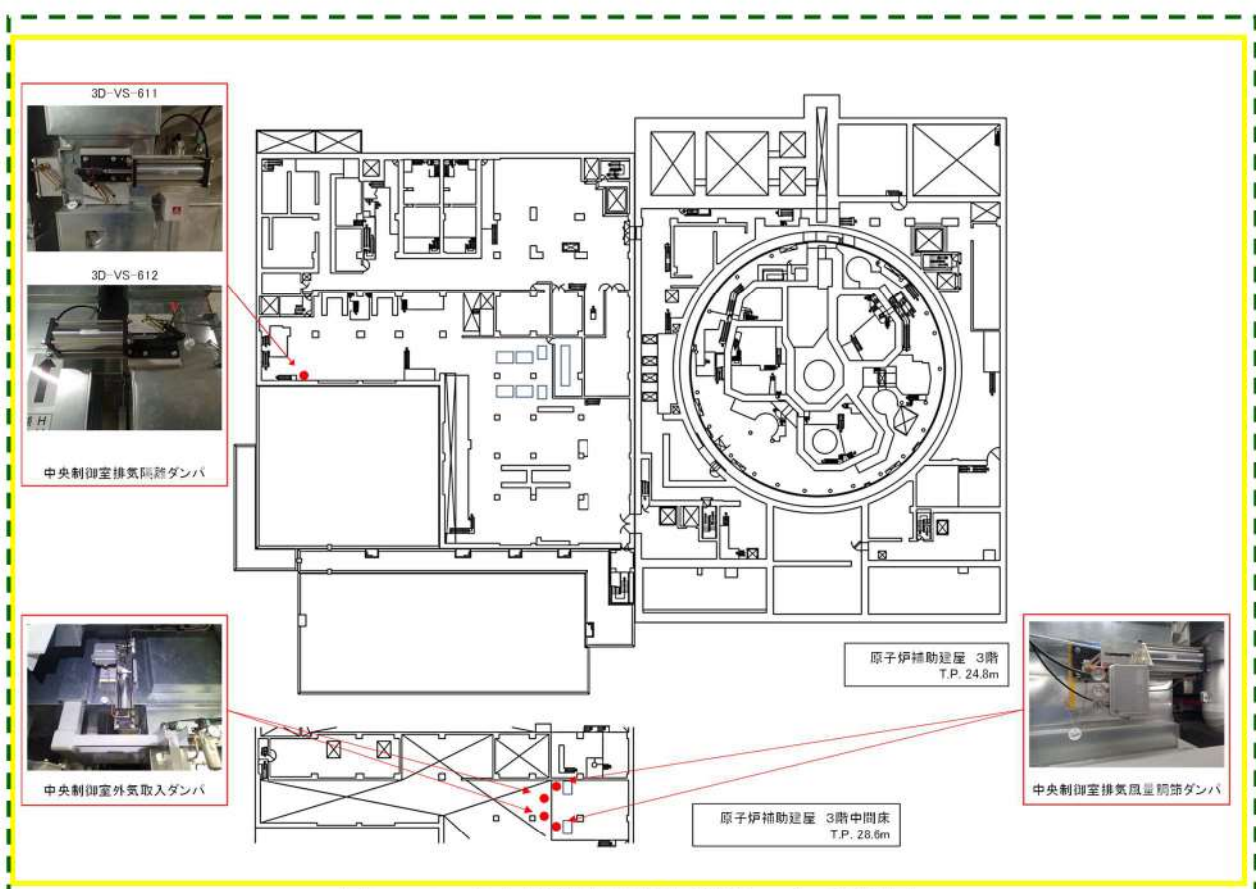 3D-VS-611
3D-VS-612
中央制御室排気隔離ダンパ
中央制御室外気取入ダンパ
原子炉補助建屋 3階
T.P. 24.8m
中央制御室排気風量調節ダンパ
原子炉補助建屋 3階中間床
T.P. 28.6m